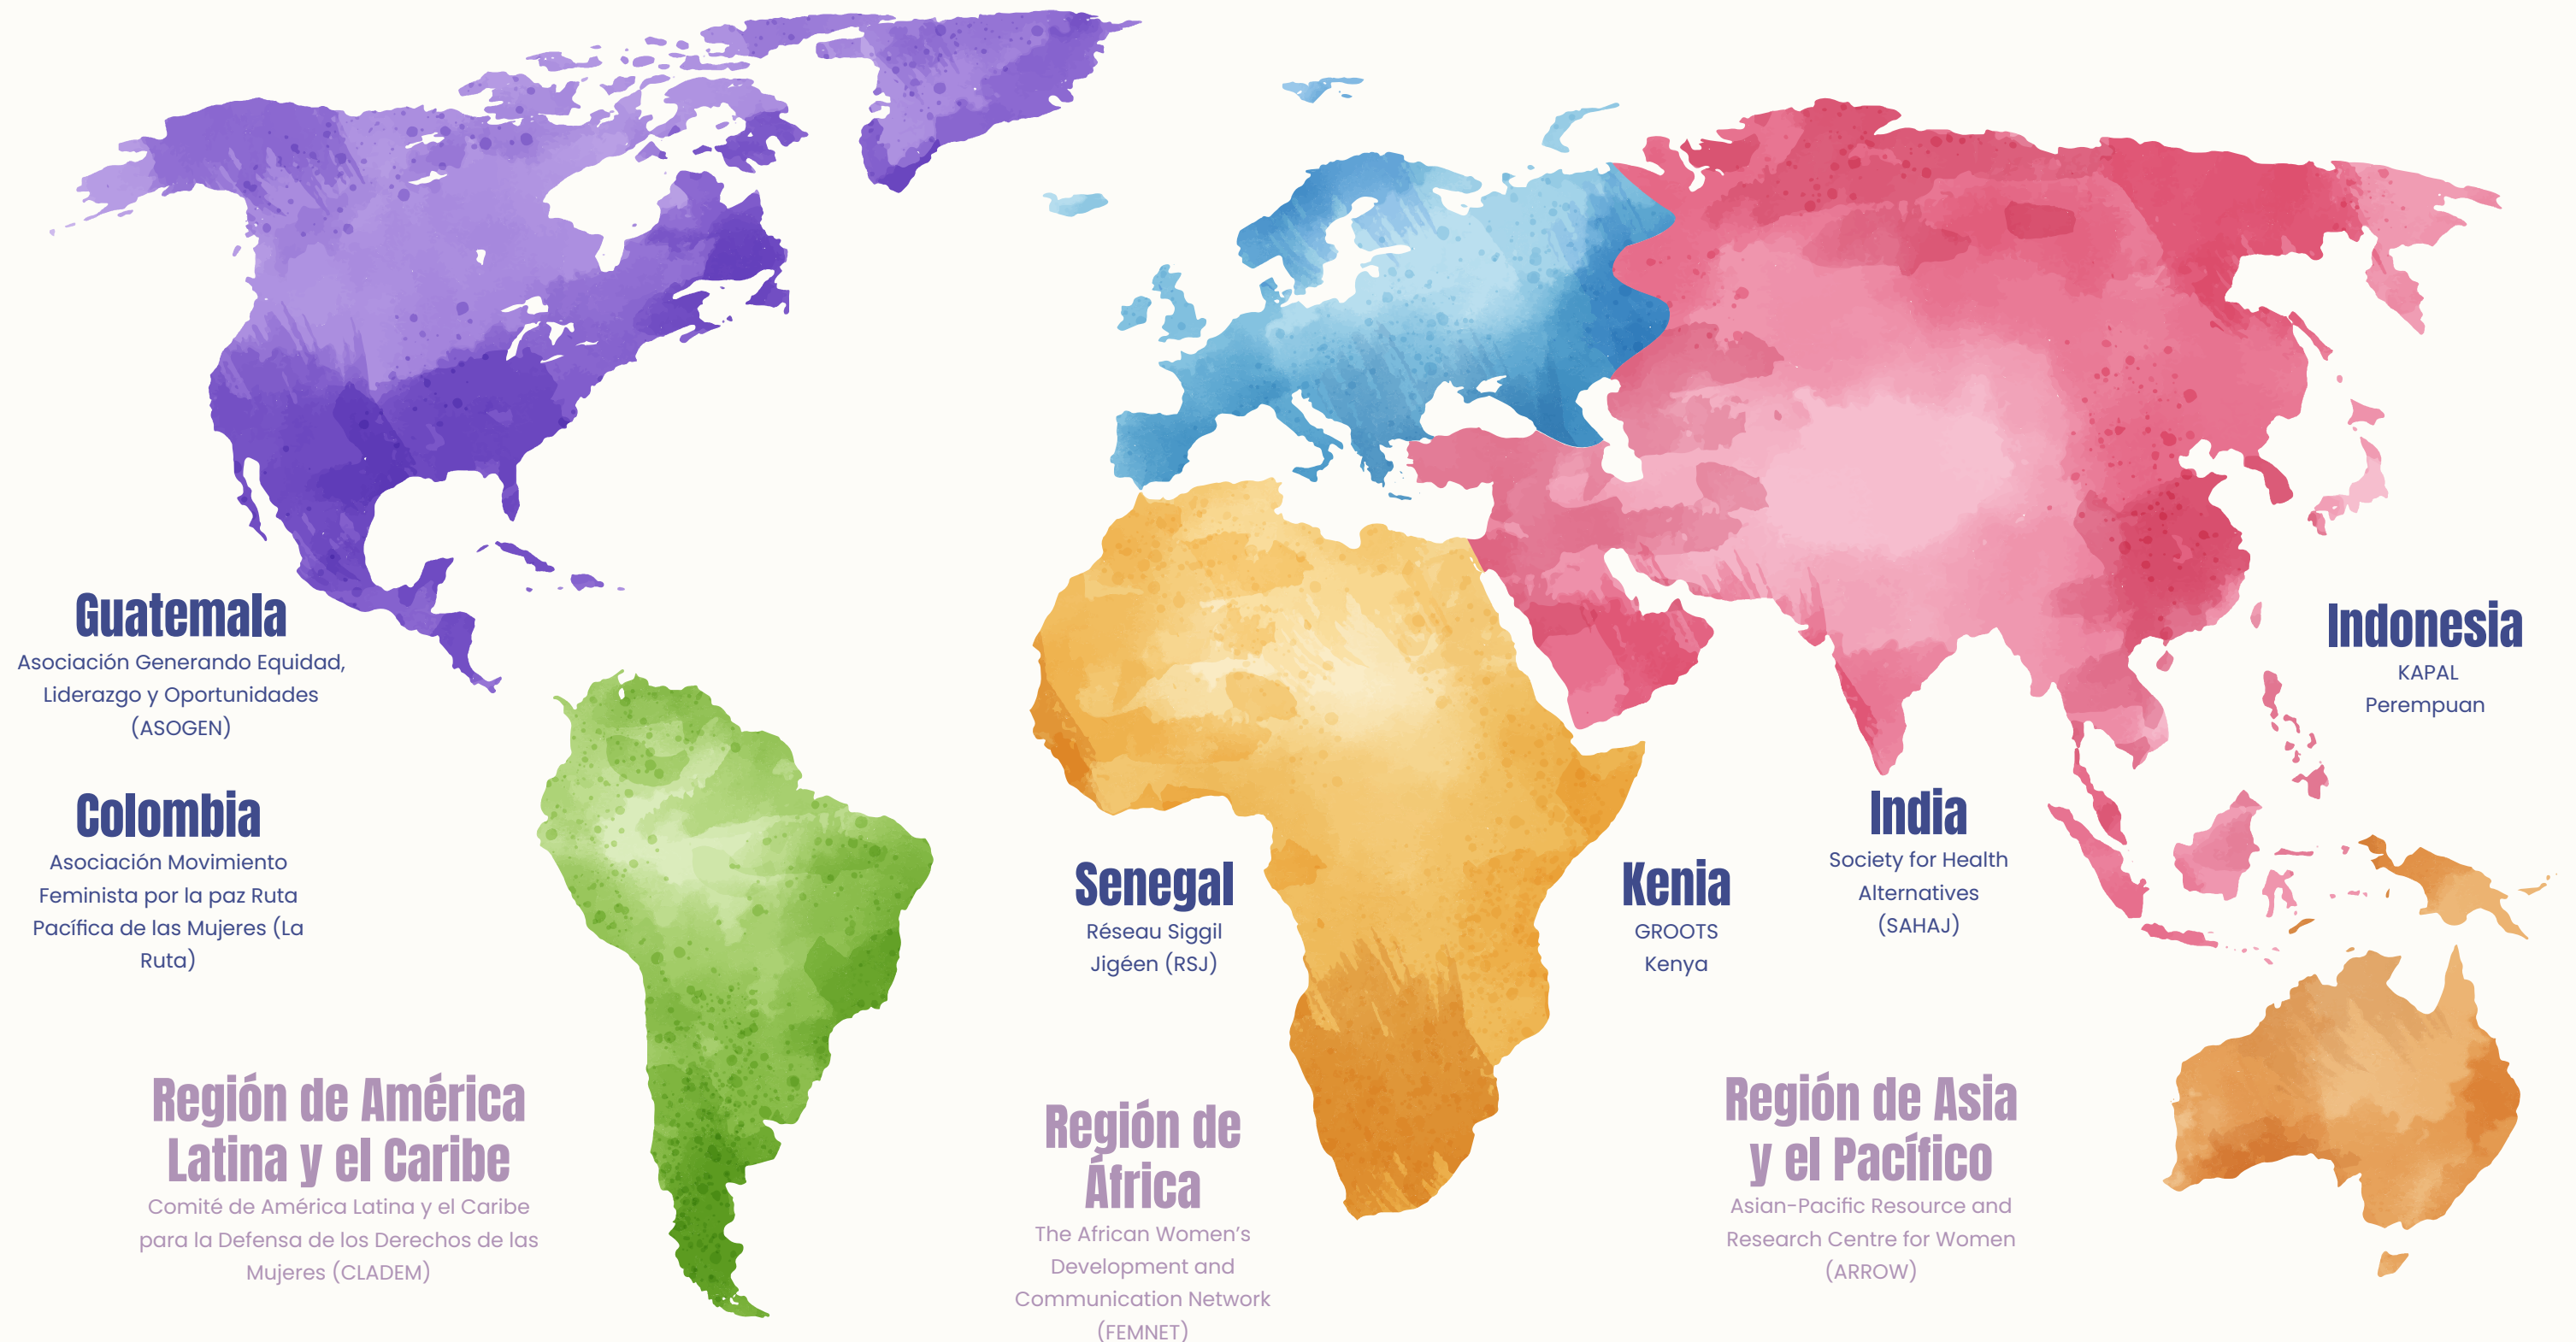 Guatemala
Asociación Generando Equidad,
Liderazgo y Oportunidades
(ASOGEN)
Colombia
Asociación Movimiento
Feminista por la paz Ruta
Pacífica de las Mujeres (La
Ruta)
Región de América
Latina y el Caribe
Comité de América Latina y el Caribe
para la Defensa de los Derechos de las
Mujeres (CLADEM)
Senegal
Réseau Siggil
Jigéen (RSJ)
Kenia
GROOTS
Kenya
Región de
África
The African Women’s
Development and
Communication Network
(FEMNET)
India
Society for Health
Alternatives
(SAHAJ)
Indonesia
KAPAL
Perempuan
Región de Asia
y el Pacífico
Asian-Pacific Resource and
Research Centre for Women
(ARROW)